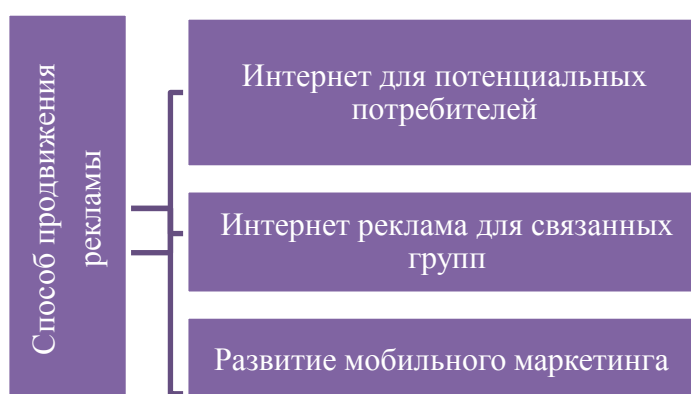 Способ продвижения
рекламы
Интернет для потенциальных
потребителей
Интернет реклама для связанных
групп
Развитие мобильного маркетинга